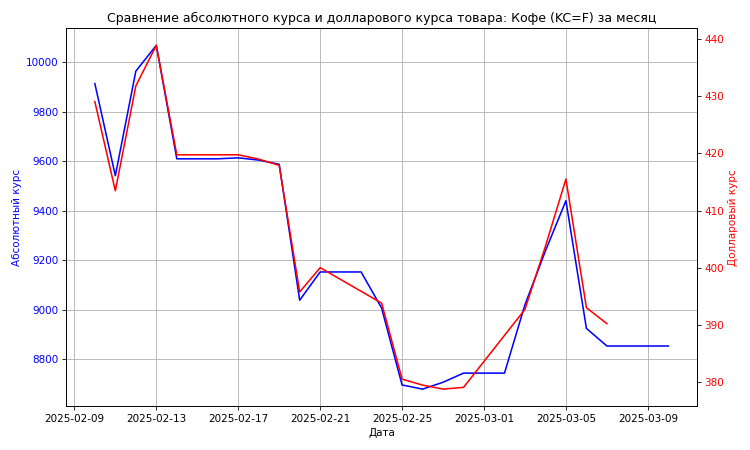 Сравнение абсолютного курса и долларового курса товара: Кофе (KC=F) за месяц
Абсолютный курс
10000
9800
9600
9400
9200
9000
8800
440
430
420
410
400
390
380
Долларовый курс
2025-02-09 2025-02-13 2025-02-17 2025-02-21 2025-02-25 2025-03-01 2025-03-05 2025-03-09
Дата